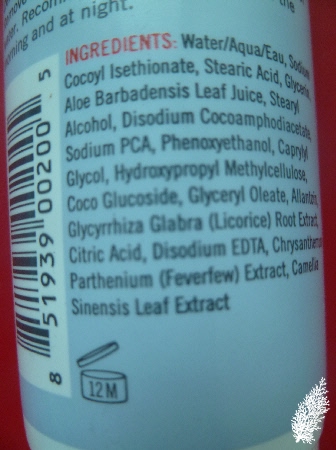 Recom
the
morning and at night.
INGREDIENTS: Water/Aqua/Eau, Sodium
Cocoyl Isethionate, Stearic Acid, Glycerin,
Aloe Barbadensis Leaf Juice, Stearyl
Alcohol, Disodium Cocoamphodiacetate,
Sodium PCA, Phenoxyethanol, Caprylyl
Glycol, Hydroxypropyl Methylcellulose,
Coco Glucoside, Glyceryl Oleate, Allantoin,
Glycyrrhiza Glabra (Licorice) Root Extract,
Citric Acid, Disodium EDTA, Chrysanthemum
Parthenium (Feverfew) Extract, Camellia
Sinensis Leaf Extract
8 51939 00200 5
12M